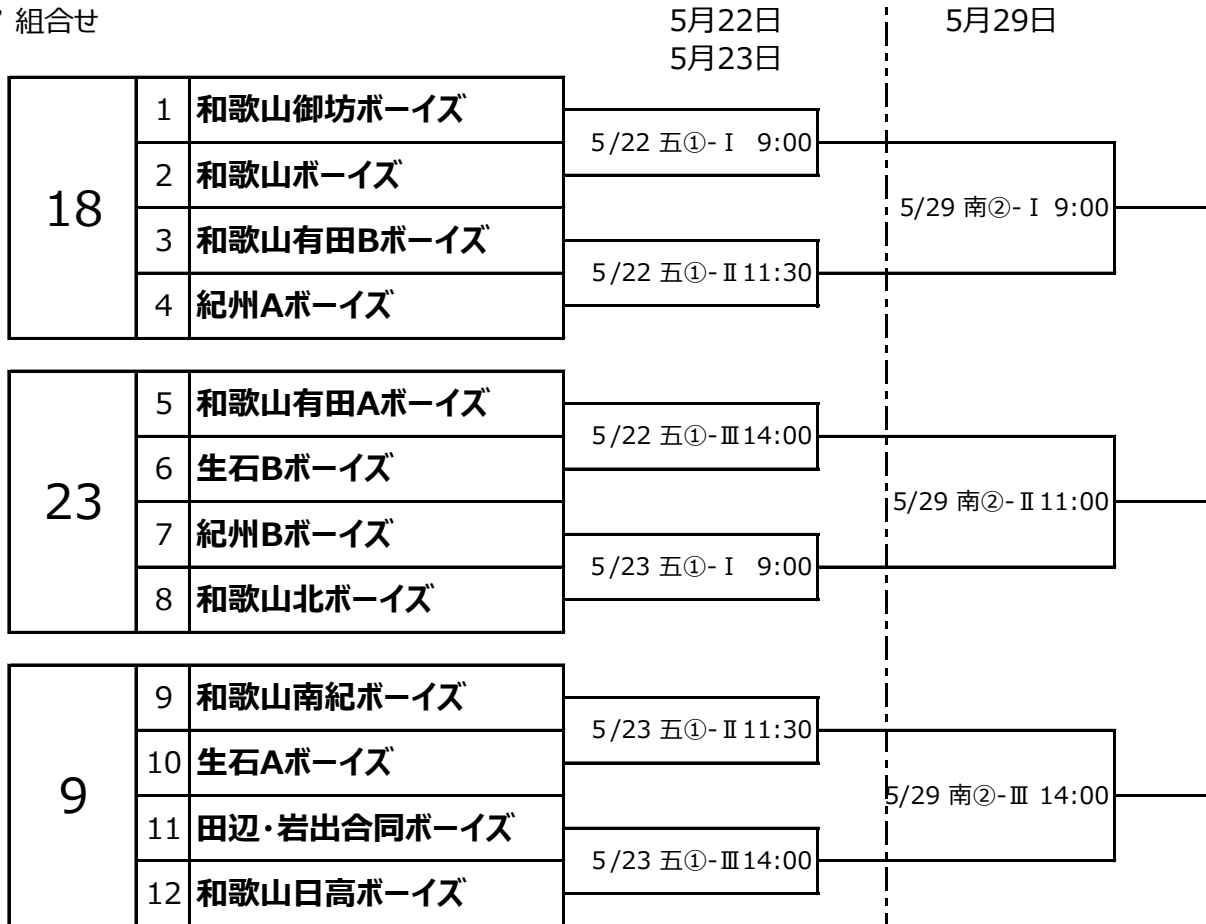 組合せ
5月22日
5月29日
5月23日
18
1 和歌山御坊ボーイズ
5/22 五①-Ⅰ 9:00
2 和歌山ボーイズ
5/29 南②-Ⅰ 9:00
3 和歌山有田Bボーイズ
5/22 五①-Ⅱ11:30
4 紀州Aボーイズ
23
5 和歌山有田Aボーイズ
5/22 五①-Ⅲ14:00
6 生石Bボーイズ
5/29 南②-Ⅱ11:00
7 紀州Bボーイズ
5/23 五①-Ⅰ 9:00
8 和歌山北ボーイズ
9
9 和歌山南紀ボーイズ
5/23 五①-Ⅱ11:30
10 生石Aボーイズ
5/29 南②-Ⅲ 14:00
11 田辺・岩出合同ボーイズ
5/23 五①-Ⅲ14:00
12 和歌山日高ボーイズ